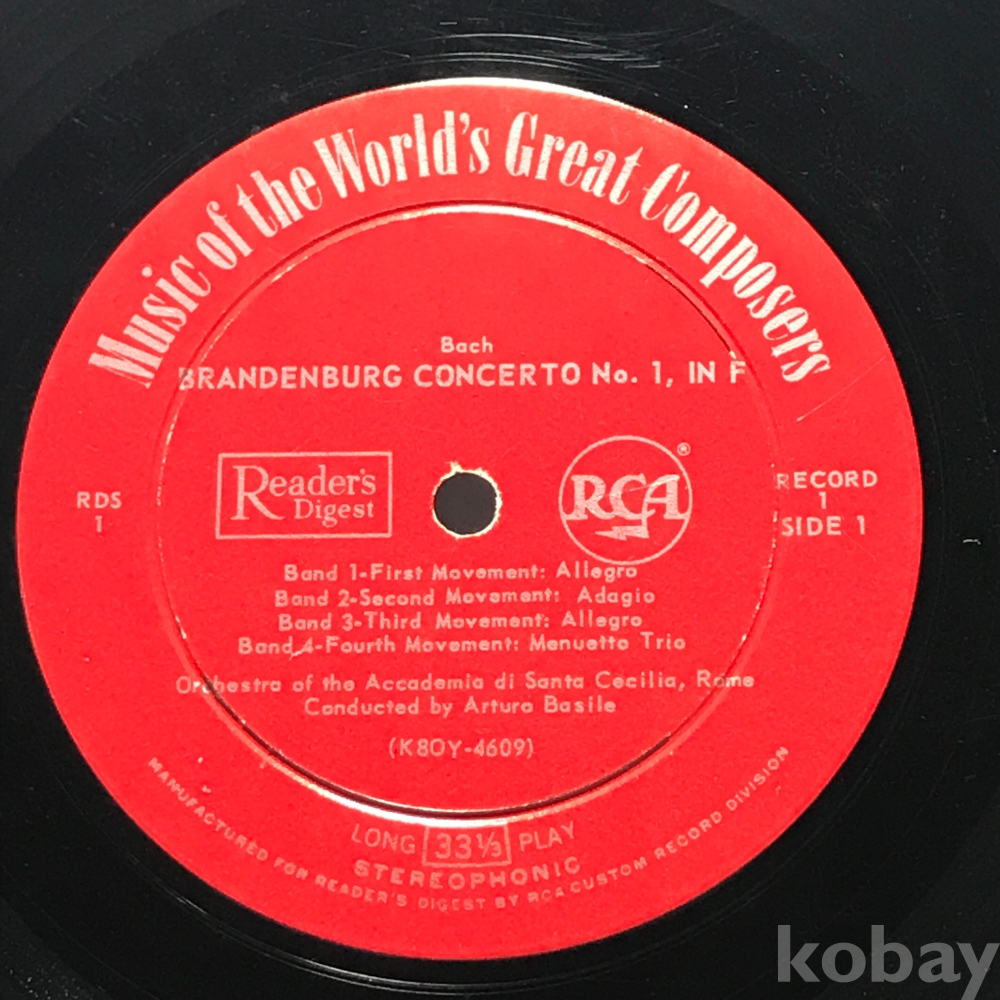 Music of the World's Great Composers
Bach
BRANDENBURG CONCERTO No. 1, IN F
RDS
1
Reader's
Digest
RCA
®
RECORD
1
SIDE 1
Band 1-First Movement: Allegro
Band 2-Second Movement: Adagio
Band 3-Third Movement: Allegro
Band 4-Fourth Movement: Menuetto Trio
Orchestra of the Accademia di Santa Cecilia, Rome
Conducted by Arturo Basile
(K8OY-4609)
LONG 33⅓ PLAY
STEREOPHONIC
MANUFACTURED FOR READER'S DIGEST BY RCA CUSTOM RECORD DIVISION
kobay